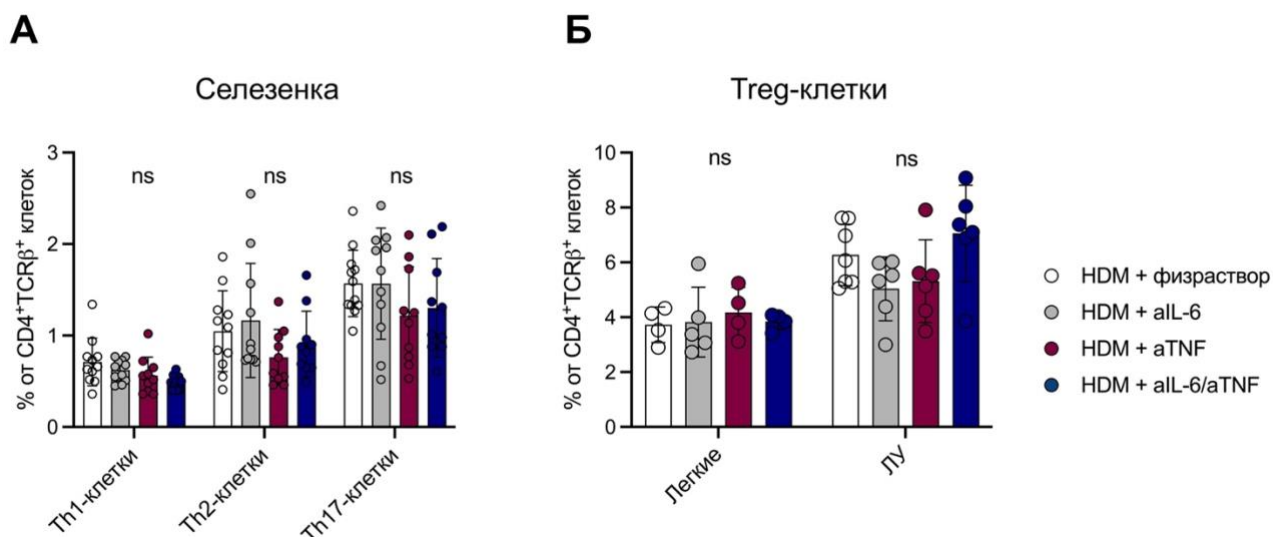 А
Селезенка
% от CD4⁺TCRβ⁺ клеток
3
2
1
0
ns
ns
ns
Th1-клетки
Th2-клетки
Th17-клетки
Б
Treg-клетки
% от CD4⁺TCRβ⁺ клеток
10
8
6
4
2
0
ns
ns
Легкие
ЛУ
HDM + физраствор
HDM + aIL-6
HDM + aTNF
HDM + aIL-6/aTNF